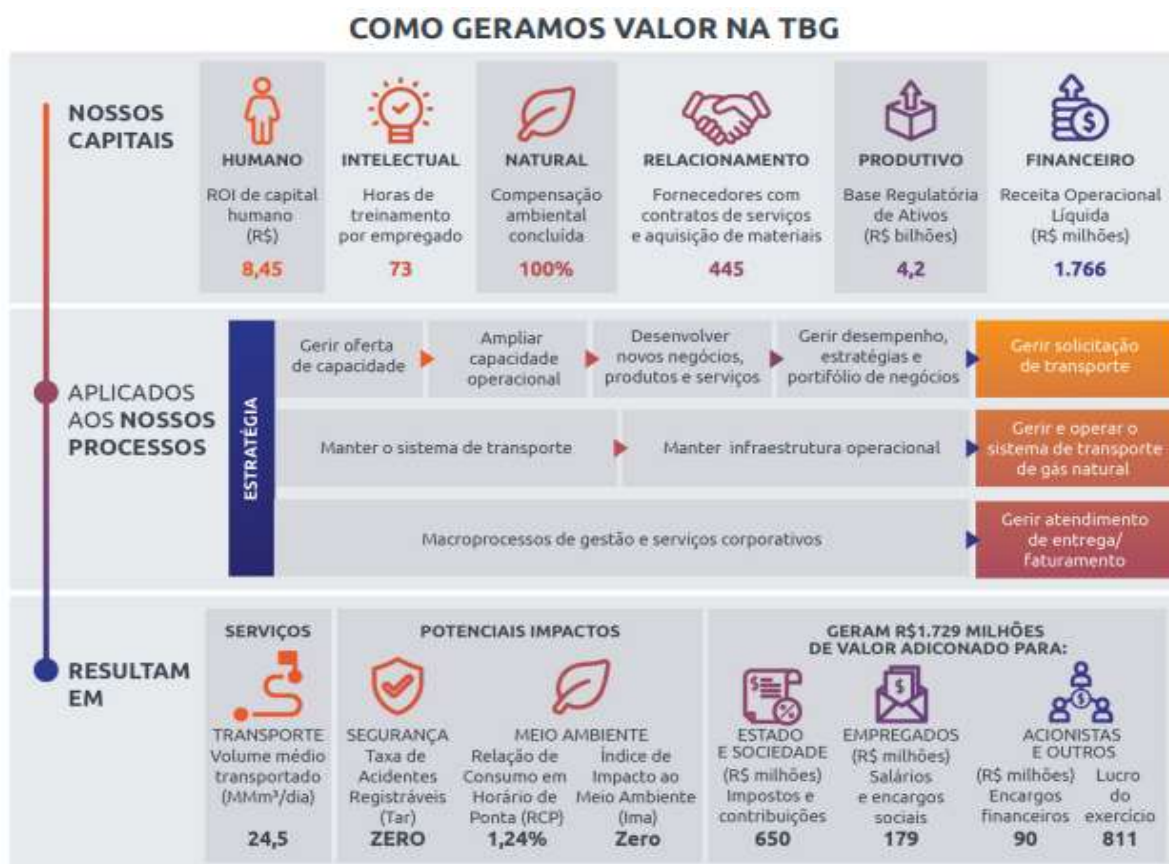 COMO GERAMOS VALOR NA TBG
NOSSOS
CAPITAIS
HUMANO
ROI de capital
humano
(R$)
8,45
INTELECTUAL
Horas de
treinamento
por empregado
73
NATURAL
Compensação
ambiental
concluída
100%
RELACIONAMENTO
Fornecedores com
contratos de serviços
e aquisição de materiais
445
PRODUTIVO
Base Regulatória
de Ativos
(R$ bilhões)
4,2
FINANCEIRO
Receita Operacional
Líquida
(R$ milhões)
1.766
APLICADOS
AOS NOSSOS
PROCESSOS
ESTRATÉGIA
Gerir oferta
de capacidade
Ampliar
capacidade
operacional
Desenvolver
novos negócios,
produtos e serviços
Gerir desempenho,
estratégias e
portifólio de negócios
Gerir solicitação
de transporte
Manter o sistema de transporte
Manter infraestrutura operacional
Gerir e operar o
sistema de transporte
de gás natural
Macroprocessos de gestão e serviços corporativos
Gerir atendimento
de entrega/
faturamento
RESULTAM
EM
SERVIÇOS
TRANSPORTE
Volume médio
transportado
(MMm³/dia)
24,5
POTENCIAIS IMPACTOS
SEGURANÇA
Taxa de
Acidentes
Registráveis
(Tar)
ZERO
MEIO AMBIENTE
Relação de
Consumo em
Horário de
Ponta (RCP)
1,24%
Índice de
Impacto ao
Meio Ambiente
(Ima)
Zero
GERAM R$1.729 MILHÕES
DE VALOR ADICONADO PARA:
$
ESTADO
E SOCIEDADE
(R$ milhões)
Impostos e
contribuições
650
$
EMPREGADOS
(R$ milhões)
Salários
e encargos
sociais
179
$
ACIONISTAS
E OUTROS
(R$ milhões)
Encargos
financeiros
90
Lucro
do
exercício
811